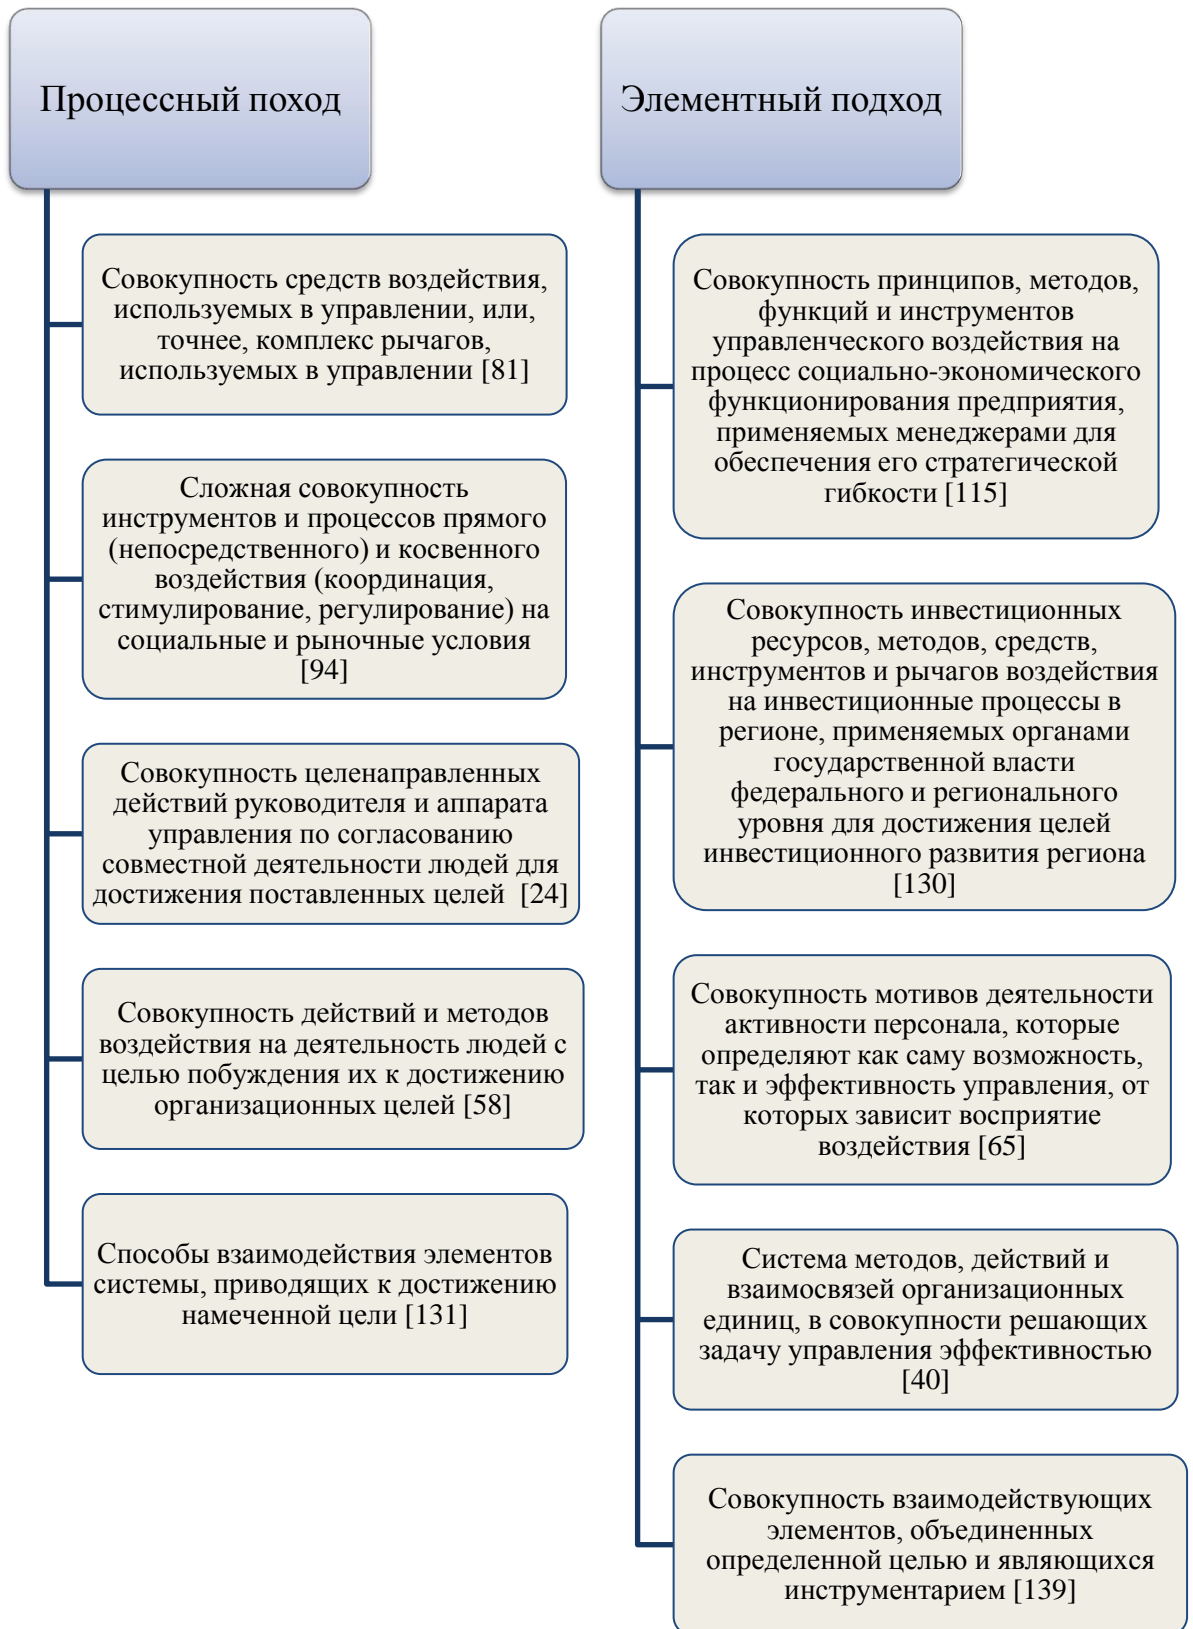 Процессный поход
Совокупность средств воздействия,
используемых в управлении, или,
точнее, комплекс рычагов,
используемых в управлении [81]
Сложная совокупность
инструментов и процессов прямого
(непосредственного) и косвенного
воздействия (координация,
стимулирование, регулирование) на
социальные и рыночные условия
[94]
Совокупность целенаправленных
действий руководителя и аппарата
управления по согласованию
совместной деятельности людей для
достижения поставленных целей [24]
Совокупность действий и методов
воздействия на деятельность людей с
целью побуждения их к достижению
организационных целей [58]
Способы взаимодействия элементов
системы, приводящих к достижению
намеченной цели [131]
Элементный подход
Совокупность принципов, методов,
функций и инструментов
управленческого воздействия на
процесс социально-экономического
функционирования предприятия,
применяемых менеджерами для
обеспечения его стратегической
гибкости [115]
Совокупность инвестиционных
ресурсов, методов, средств,
инструментов и рычагов воздействия
на инвестиционные процессы в
регионе, применяемых органами
государственной власти
федерального и регионального
уровня для достижения целей
инвестиционного развития региона
[130]
Совокупность мотивов деятельности
активности персонала, которые
определяют как саму возможность,
так и эффективность управления, от
которых зависит восприятие
воздействия [65]
Система методов, действий и
взаимосвязей организационных
единиц, в совокупности решающих
задачу управления эффективностью
[40]
Совокупность взаимодействующих
элементов, объединенных
определенной целью и являющихся
инструментарием [139]